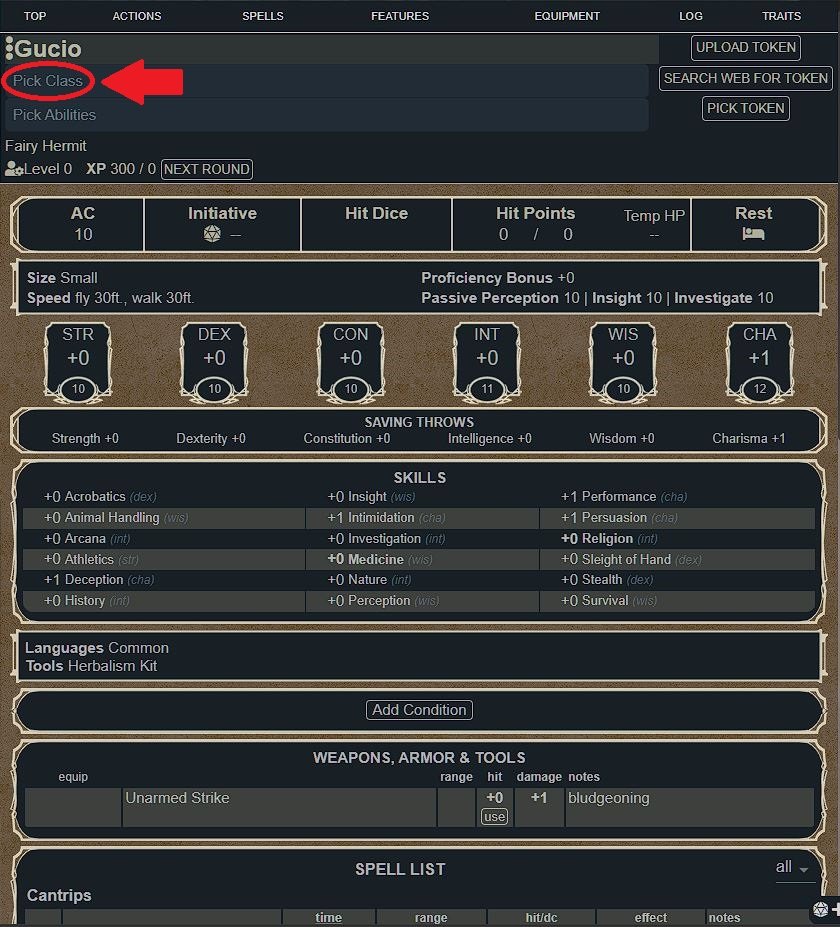 TOP ACTIONS SPELLS FEATURES EQUIPMENT LOG TRAITS
Gucio UPLOAD TOKEN
Pick Class SEARCH WEB FOR TOKEN
Pick Abilities PICK TOKEN
Fairy Hermit
Level 0 XP 300 / 0 NEXT ROUND
AC Initiative Hit Dice Hit Points Temp HP Rest
10 -- 0 / 0 --
Size Small Proficiency Bonus +0
Speed fly 30ft., walk 30ft. Passive Perception 10 | Insight 10 | Investigate 10
STR DEX CON INT WIS CHA
+0 +0 +0 +0 +0 +1
10 10 10 11 10 12
SAVING THROWS
Strength +0 Dexterity +0 Constitution +0 Intelligence +0 Wisdom +0 Charisma +1
SKILLS
+0 Acrobatics (dex) +0 Insight (wis) +1 Performance (cha)
+0 Animal Handling (wis) +1 Intimidation (cha) +1 Persuasion (cha)
+0 Arcana (int) +0 Investigation (int) +0 Religion (int)
+0 Athletics (str) +0 Medicine (wis) +0 Sleight of Hand (dex)
+1 Deception (cha) +0 Nature (int) +0 Stealth (dex)
+0 History (int) +0 Perception (wis) +0 Survival (wis)
Languages Common
Tools Herbalism Kit
Add Condition
WEAPONS, ARMOR & TOOLS
equip range hit damage notes
Unarmed Strike +0 +1 bludgeoning
use
SPELL LIST all
Cantrips
time range hit/dc effect notes